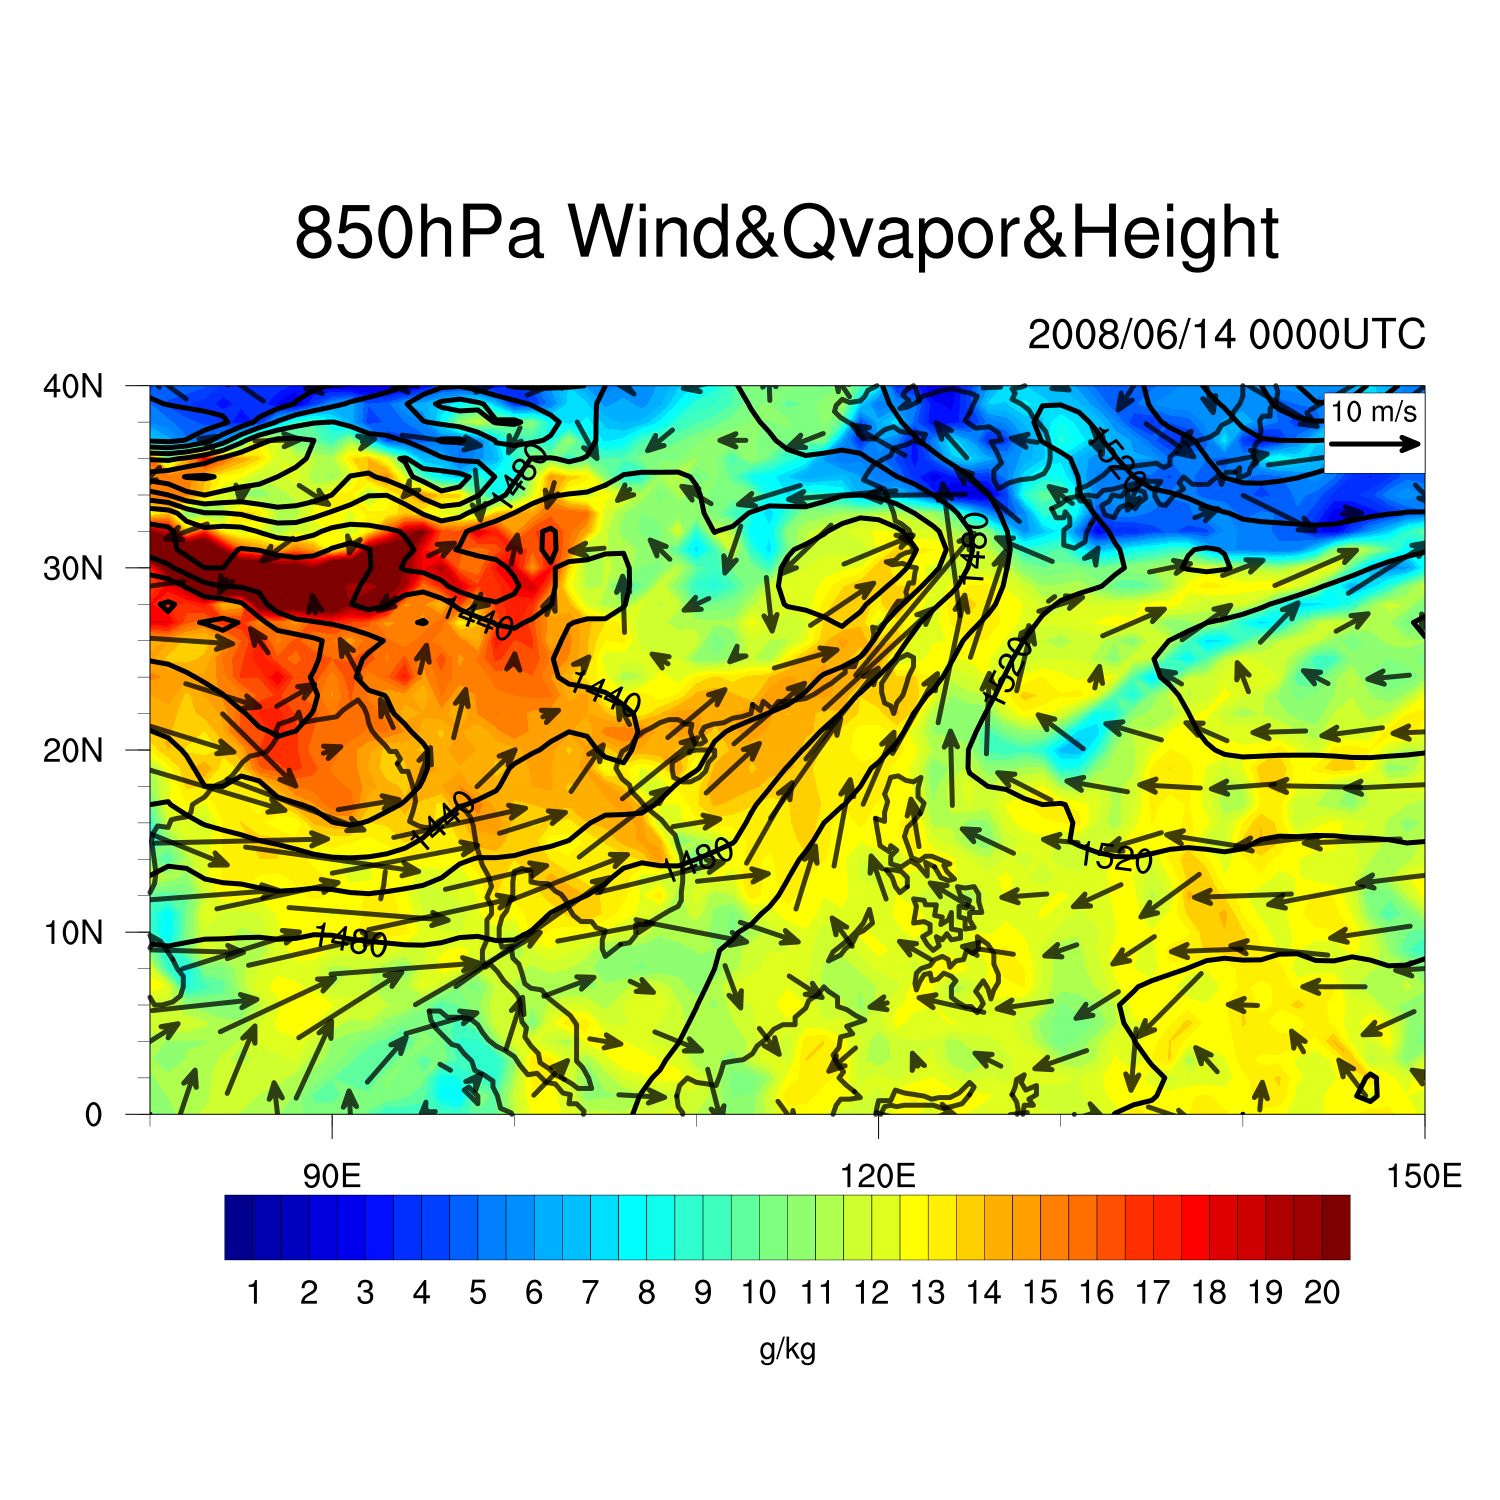 850hPa Wind&Qvapor&Height
2008/06/14 0000UTC
40N
30N
20N
10N
0
10 m/s
1480
1520
1480
1440
1520
1440
1440
1480
1520
1480
90E 120E 150E
1 2 3 4 5 6 7 8 9 10 11 12 13 14 15 16 17 18 19 20
g/kg